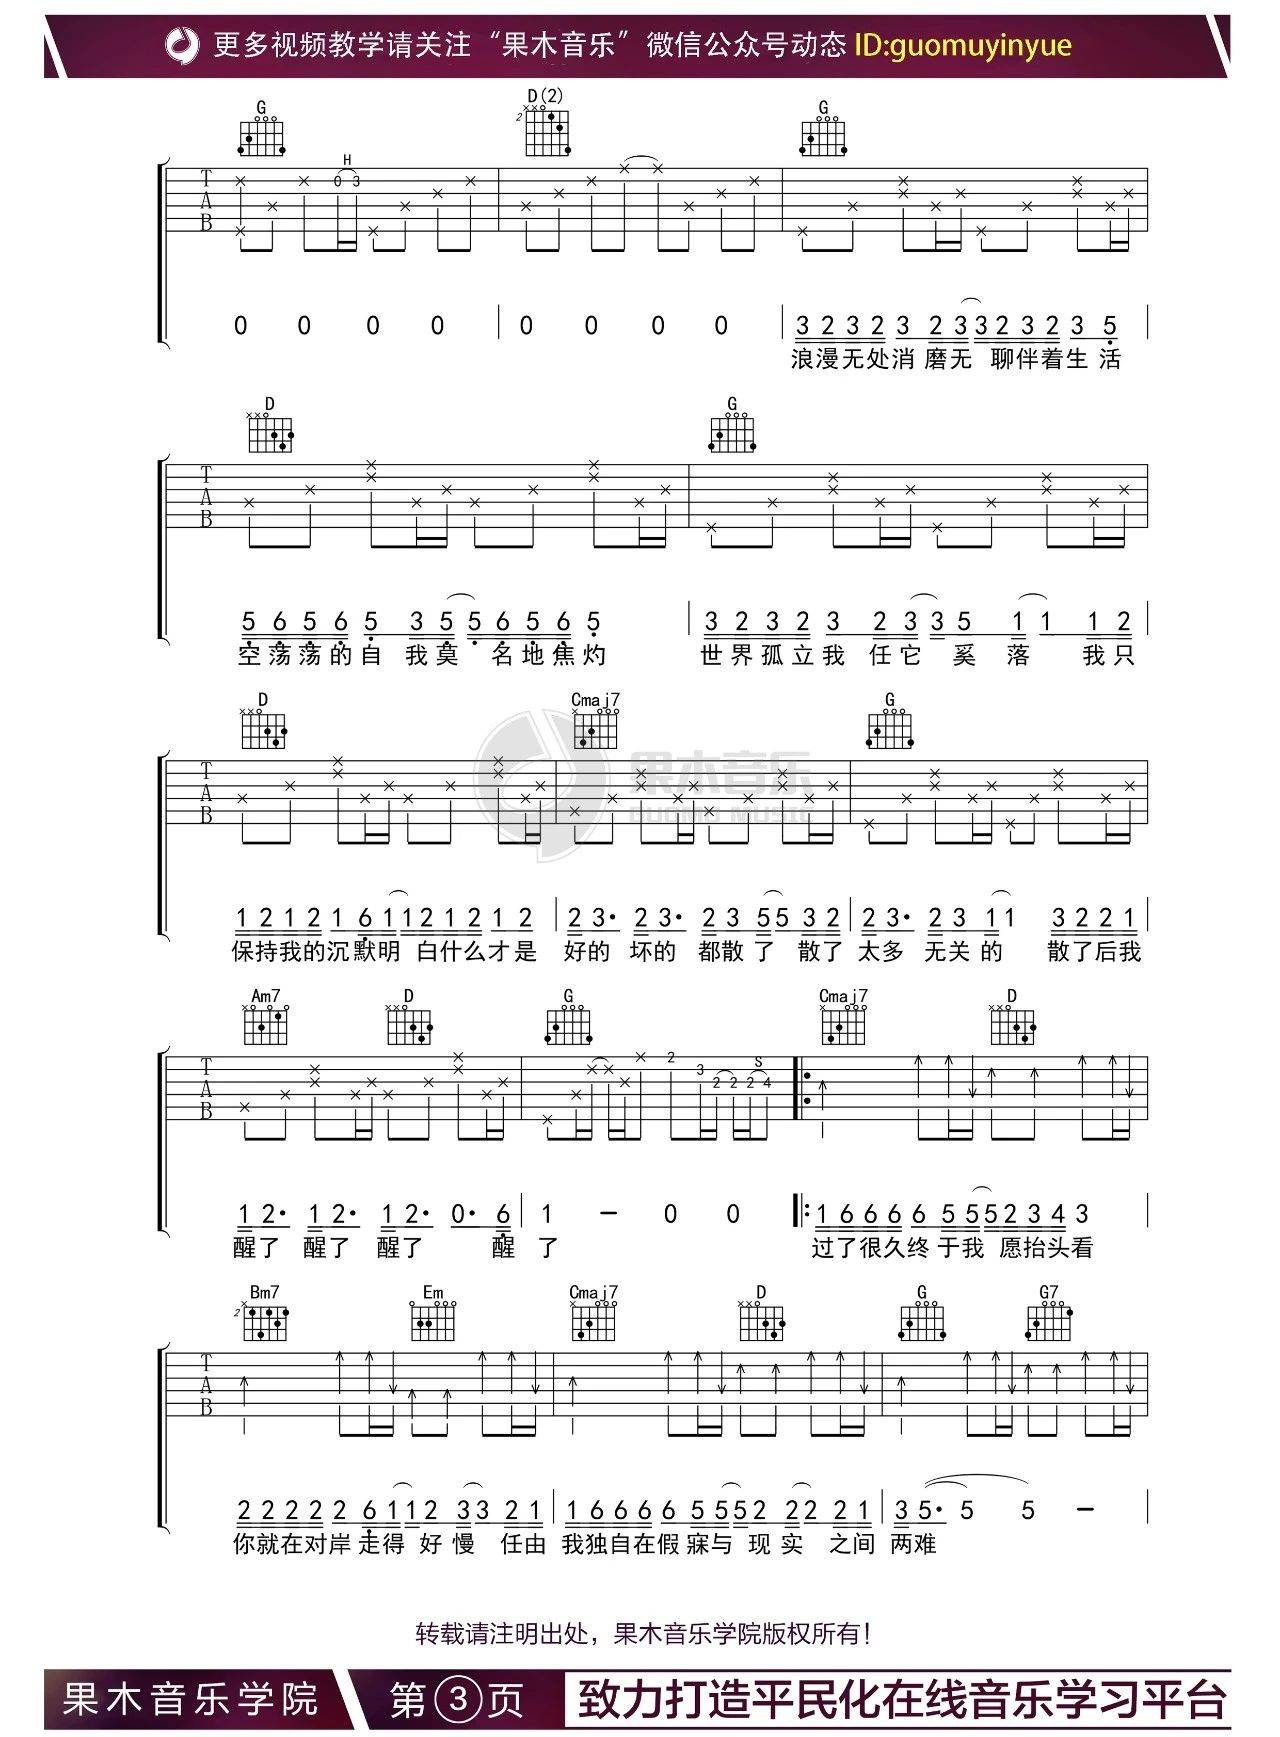 更多视频教学请关注“果木音乐”微信公众号动态 ID:guomuyinyue
G D(2) G
2
H
T A B 0 3
0 0 0 0 0 0 0 0 3 2 3 2 3 2 3 3 2 3 2 3 5
浪漫无处消 磨无 聊伴着生 活
D G
T A B
5 6 5 6 5 3 5 5 6 5 6 5 3 2 3 2 3 2 3 3 5 1 1 1 2
空荡荡的自 我莫 名地焦灼 世界孤立我 任它 奚 落 我只
D Cmaj7 G
果木音乐
GUOMU MUSIC
T A B
1 2 1 2 1 6 1 1 2 1 2 1 2 2 3· 2 3· 2 3 5 5 3 2 2 3· 2 3 1 1 3 2 2 1
保持我的沉默明 白什么才是 好的 坏的 都散了 散了 太多 无关的 散了后我
Am7 D G Cmaj7 D
T A B 2 3 2 2 2 S 4
1 2· 1 2· 1 2· 0· 6 1 – 0 0 1 6 6 6 6 5 5 5 2 3 4 3
醒了 醒了 醒了 醒 了 过了很久终 于我 愿抬头看
Bm7 Em Cmaj7 D G G7
2
T A B
2 2 2 2 2 6 1 1 2 3 3 2 1 1 6 6 6 6 5 5 5 2 2 2 2 1 3 5· 5 5 –
你就在对岸 走得 好 慢 任由 我独自在假 寐与 现实 之间 两难
转载请注明出处，果木音乐学院版权所有！
果木音乐学院 第③页 致力打造平民化在线音乐学习平台